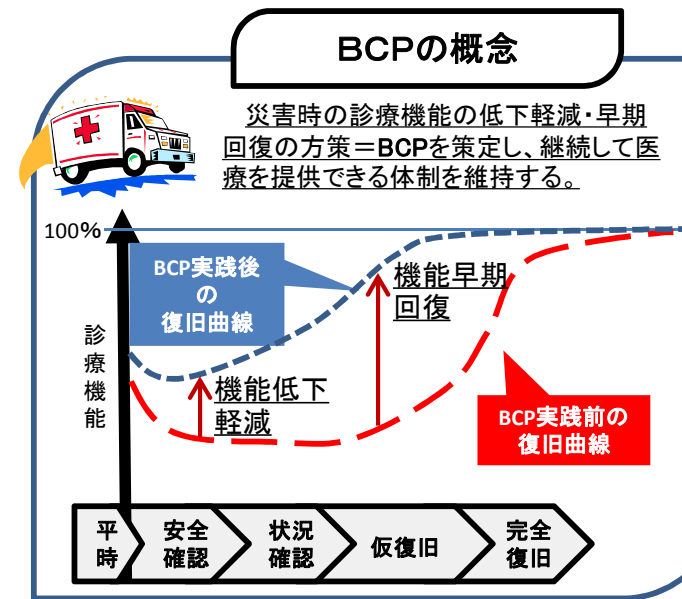 BCPの概念
災害時の診療機能の低下軽減・早期
回復の方策＝BCPを策定し、継続して医
療を提供できる体制を維持する。
100%
BCP実践後
の
復旧曲線
機能早期
回復
診療機能
機能低下
軽減
BCP実践前の
復旧曲線
平時
安全
確認
状況
確認
仮復旧
完全
復旧